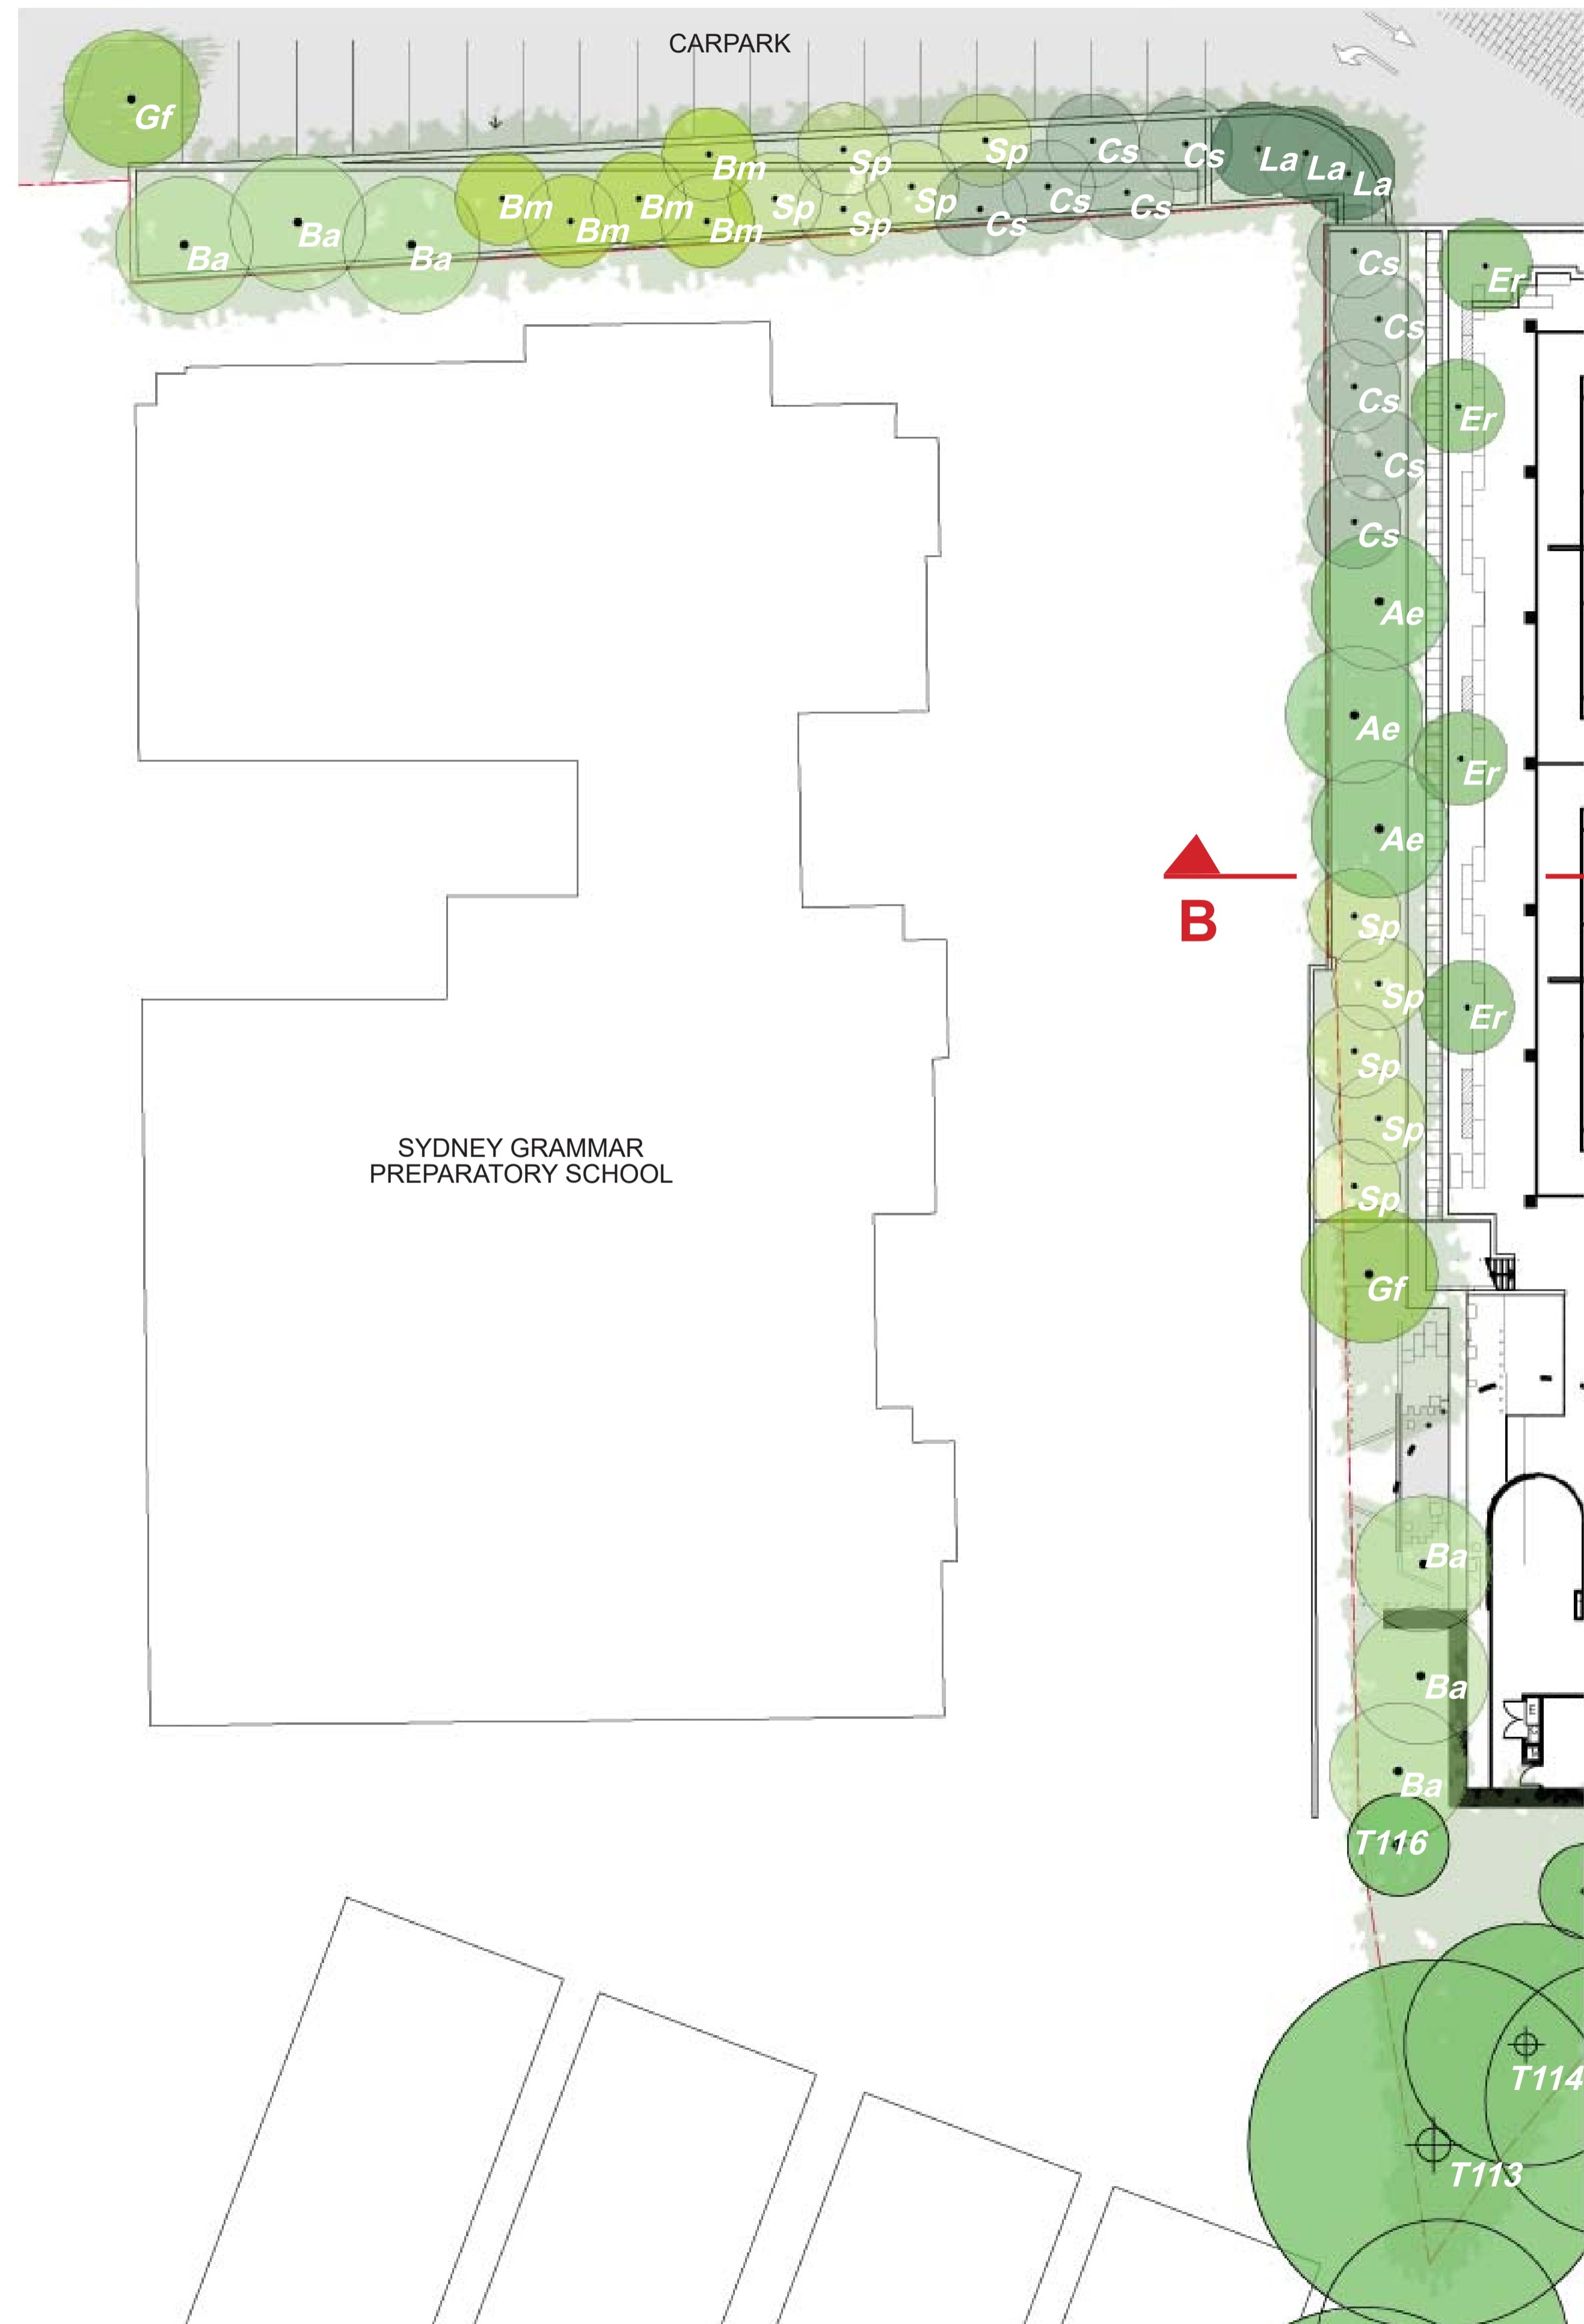 CARPARK
Gf
Bm
Sp
Sp
Cs
Cs
La
La
La
Ba
Ba
Ba
Bm
Bm
Bm
Bm
Sp
Sp
Sp
Cs
Cs
Cs
Cs
Er
Cs
Cs
Er
Cs
Cs
Ae
Ae
Er
Ae
B
Sp
Sp
Er
Sp
Sp
SYDNEY GRAMMAR
PREPARATORY SCHOOL
Sp
Gf
Ba
Ba
Ba
T116
T114
T113